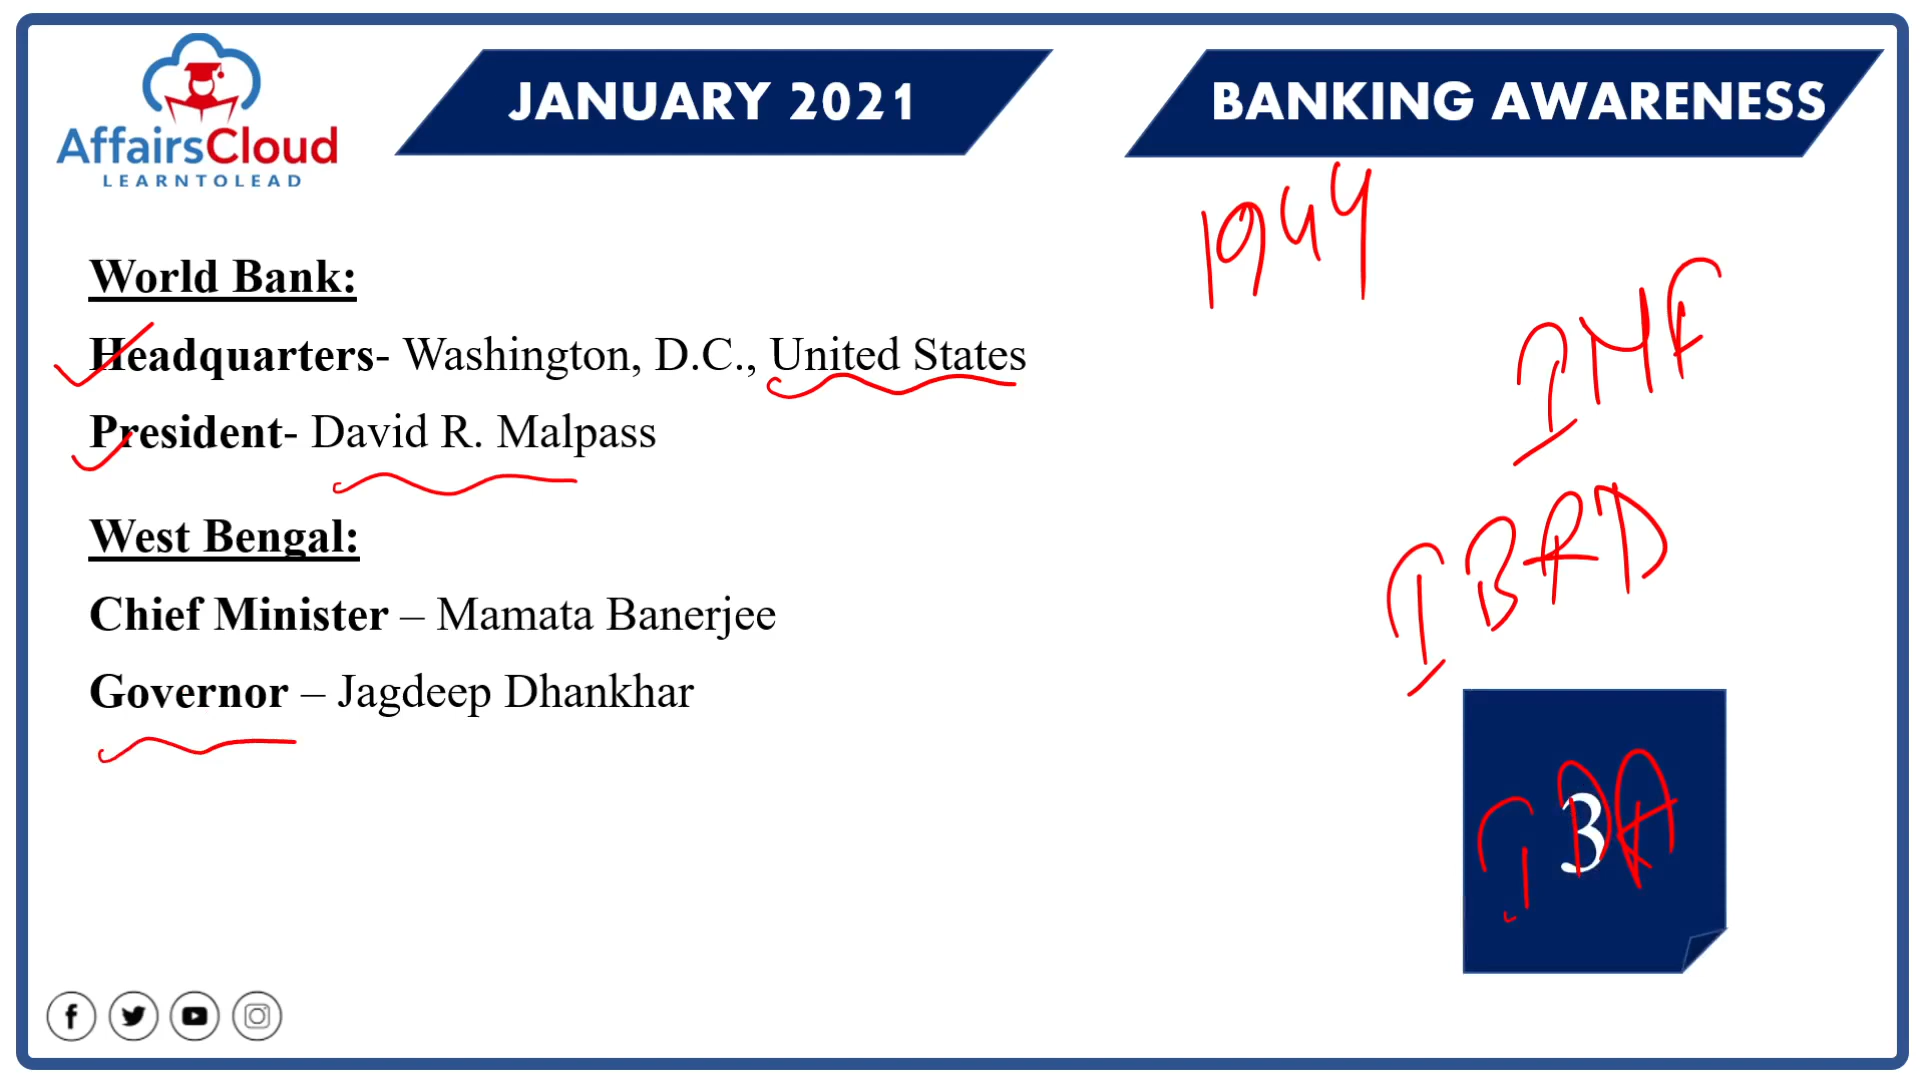 AffairsCloud
LEARNTOLEAD
JANUARY 2021
BANKING AWARENESS
1944
World Bank:
Headquarters- Washington, D.C., United States
IMF
President- David R. Malpass
West Bengal:
IBRD
Chief Minister – Mamata Banerjee
Governor – Jagdeep Dhankhar
IDA
3